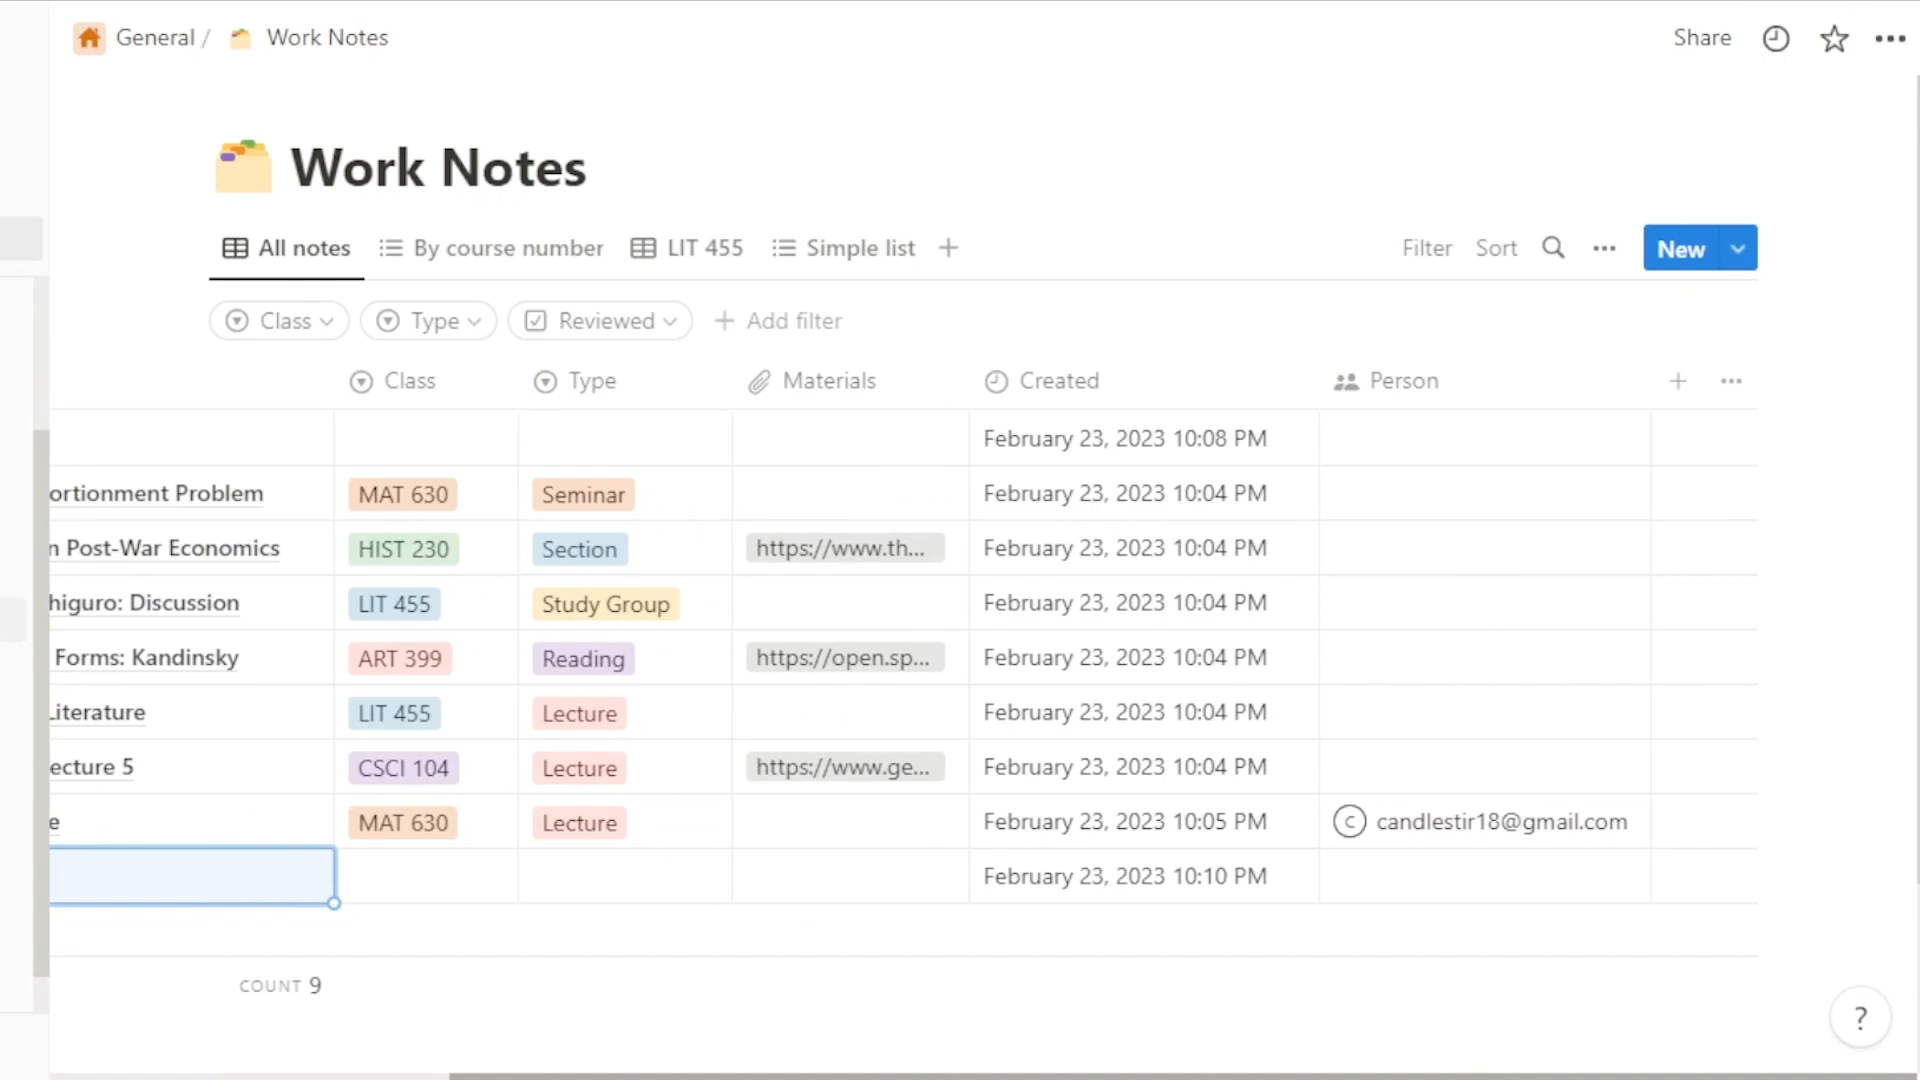 General / Work Notes
Share
Work Notes
All notes By course number LIT 455 Simple list
Filter Sort New
Class Type Reviewed Add filter
Class Type Materials Created Person
February 23, 2023 10:08 PM
ortionment Problem MAT 630 Seminar February 23, 2023 10:04 PM
n Post-War Economics HIST 230 Section https://www.th... February 23, 2023 10:04 PM
higuro: Discussion LIT 455 Study Group February 23, 2023 10:04 PM
Forms: Kandinsky ART 399 Reading https://open.sp... February 23, 2023 10:04 PM
Literature LIT 455 Lecture February 23, 2023 10:04 PM
ecture 5 CSCI 104 Lecture https://www.ge... February 23, 2023 10:04 PM
e MAT 630 Lecture February 23, 2023 10:05 PM C candlestir18@gmail.com
February 23, 2023 10:10 PM
COUNT 9
?